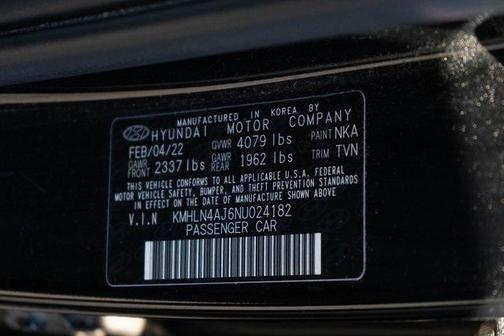 MANUFACTURED IN KOREA BY
HYUNDAI MOTOR COMPANY
FEB/04/22 GVWR 4079 lbs PAINT NKA
GAWR FRONT 2337 lbs GAWR REAR 1962 lbs TRIM TVN
THIS VEHICLE CONFORMS TO ALL APPLICABLE U.S.A. FEDERAL
MOTOR VEHICLE SAFETY, BUMPER, AND THEFT PREVENTION STANDARDS
IN EFFECT ON THE DATE OF MANUFACTURE SHOWN ABOVE.
V.I.N KMHLN4AJ6NU024182
PASSENGER CAR